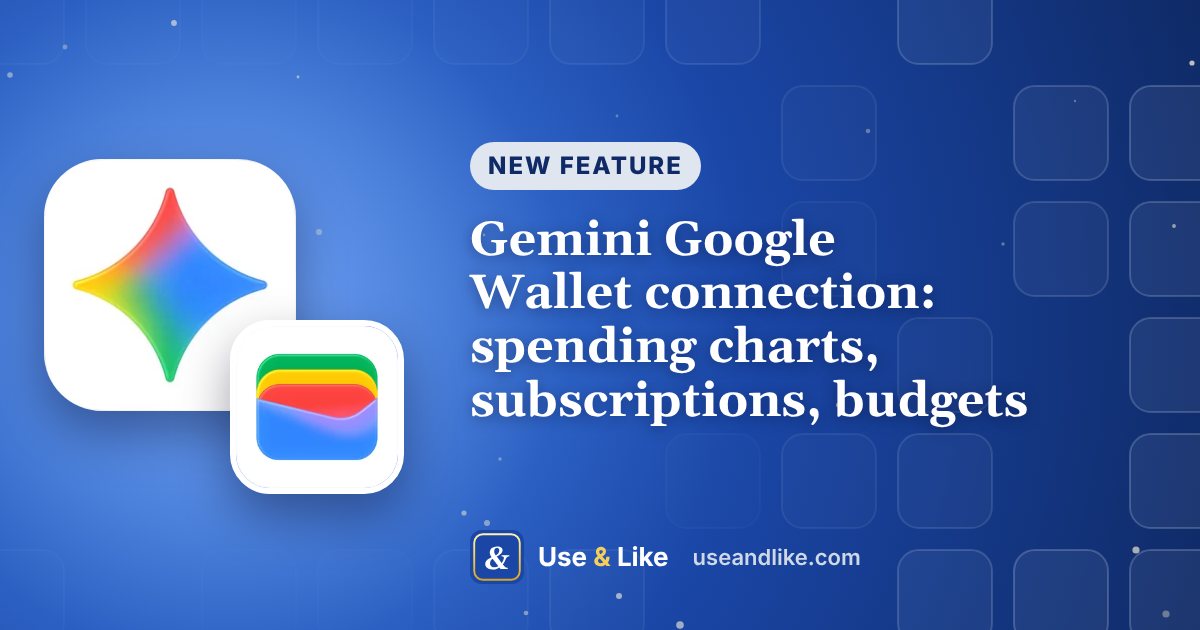 NEW FEATURE
Gemini Google
Wallet connection:
spending charts,
subscriptions, budgets
& Use & Like useandlike.com